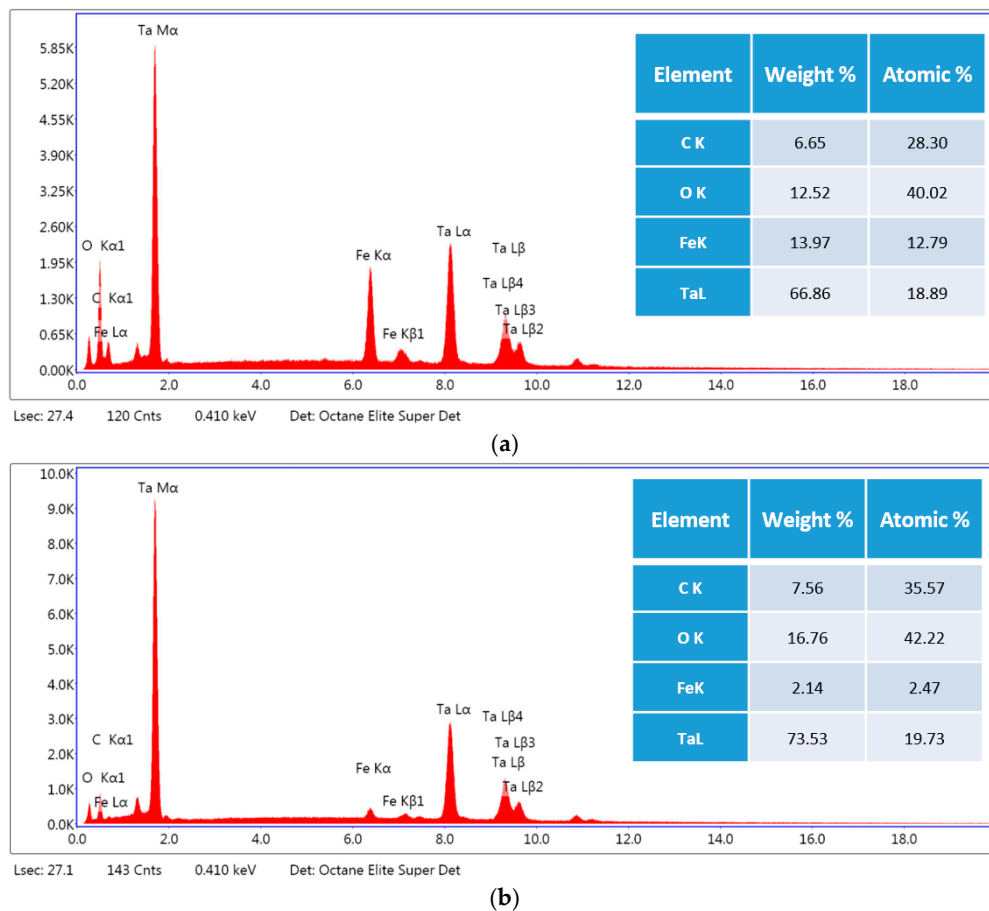 Ta Mα
5.85K
5.20K
4.55K
3.90K
3.25K
2.60K
1.95K
1.30K
0.65K
0.00K
O Kα1
C Kα1
Fe Lα
Fe Kα
Fe Kβ1
Ta Lα
Ta Lβ
Ta Lβ4
Ta Lβ3
Ta Lβ2
0.0 2.0 4.0 6.0 8.0 10.0 12.0 14.0 16.0 18.0
Element Weight % Atomic %
C K 6.65 28.30
O K 12.52 40.02
FeK 13.97 12.79
TaL 66.86 18.89
Lsec: 27.4 120 Cnts 0.410 keV Det: Octane Elite Super Det
(a)
10.0K
Ta Mα
9.0K
8.0K
7.0K
6.0K
5.0K
4.0K
3.0K
2.0K
1.0K
0.0K
C Kα1
O Kα1
Fe Lα
Fe Kα
Fe Kβ1
Ta Lα
Ta Lβ4
Ta Lβ3
Ta Lβ
Ta Lβ2
0.0 2.0 4.0 6.0 8.0 10.0 12.0 14.0 16.0 18.0
Element Weight % Atomic %
C K 7.56 35.57
O K 16.76 42.22
FeK 2.14 2.47
TaL 73.53 19.73
Lsec: 27.1 143 Cnts 0.410 keV Det: Octane Elite Super Det
(b)